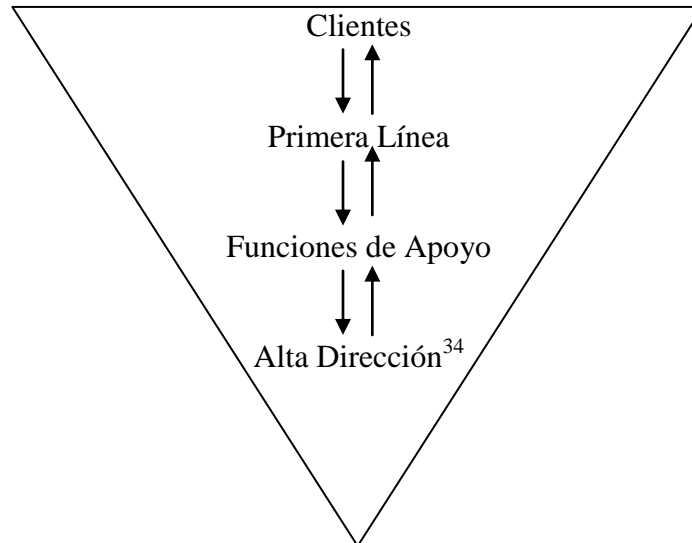 Clientes
Primera Línea
Funciones de Apoyo
Alta Dirección³⁴